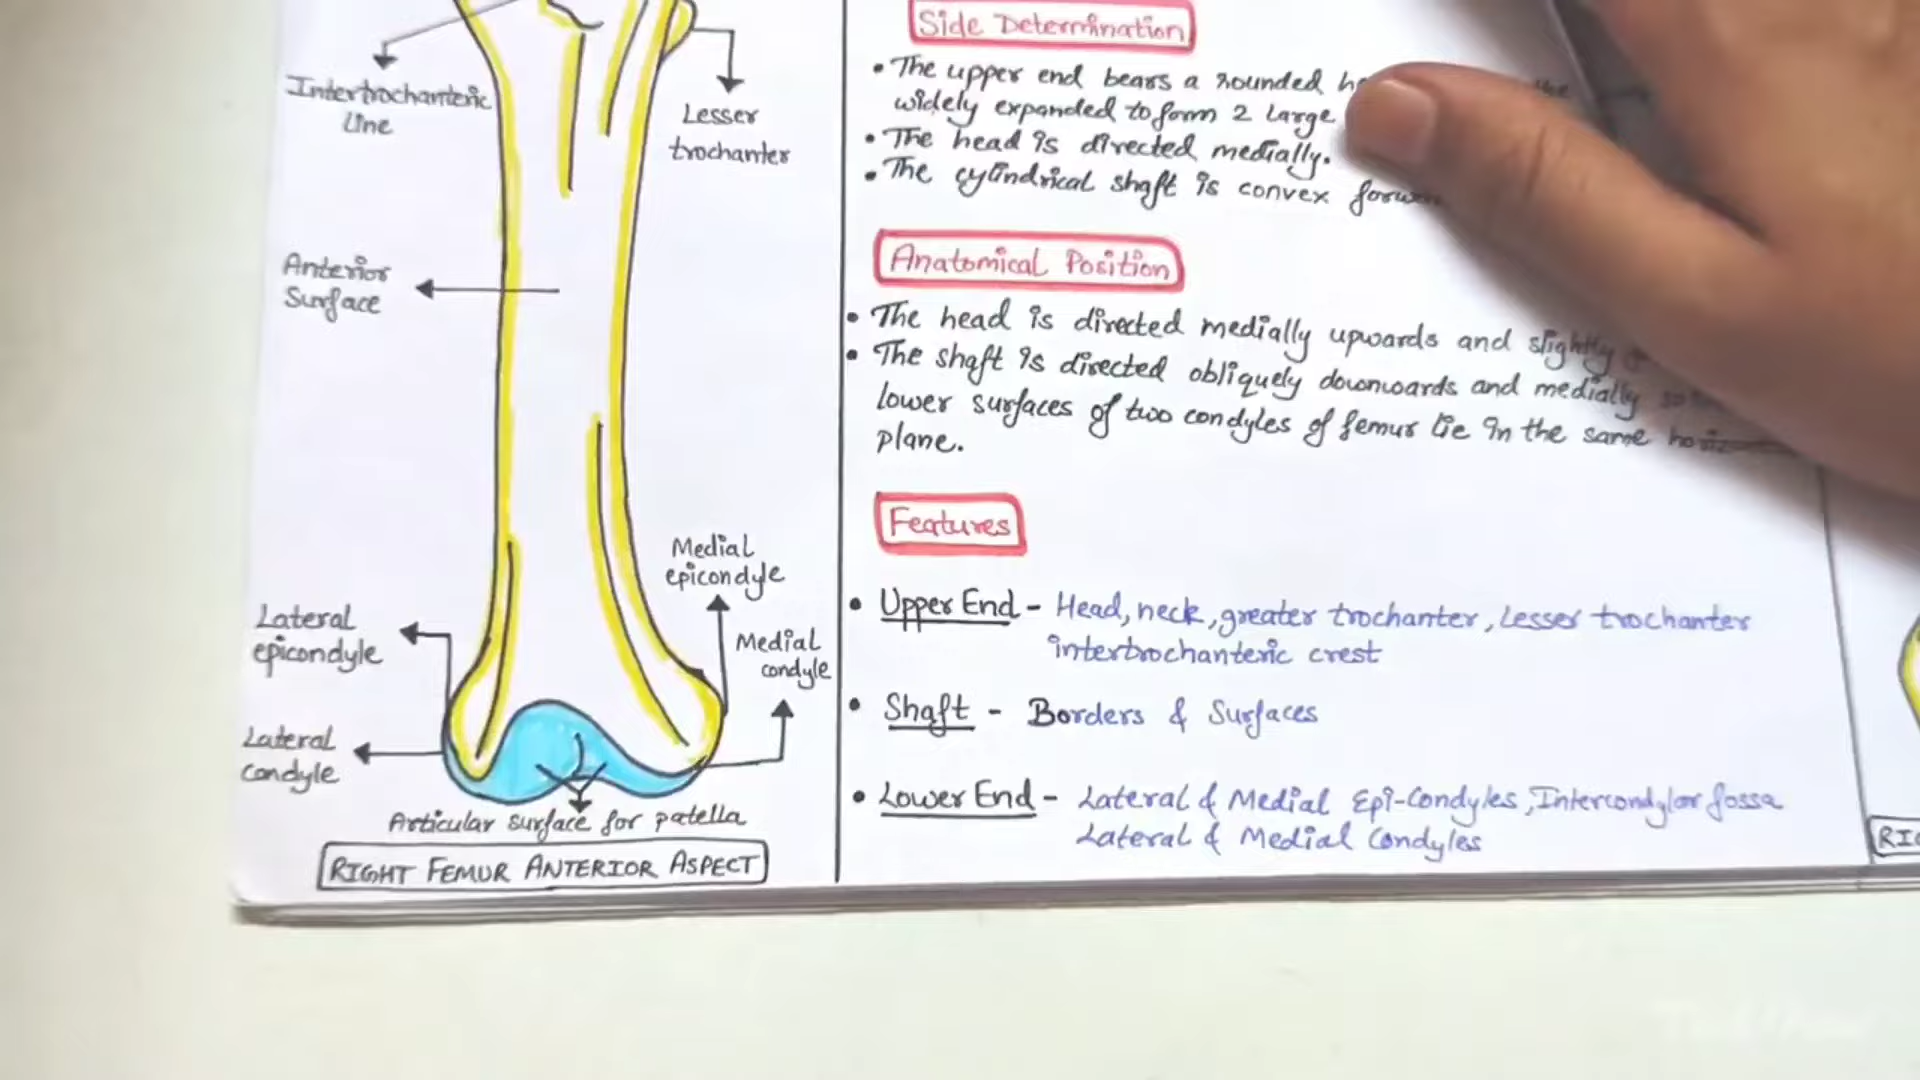 Intertrochanteric
Line
Lesser
trochanter
Anterior
Surface
Medial
epicondyle
Lateral
epicondyle
Medial
condyle
Lateral
condyle
Articular surface for patella
RIGHT FEMUR ANTERIOR ASPECT
Side Determination
• The upper end bears a rounded
widely expanded to form 2 large
• The head is directed medially.
• The cylindrical shaft is convex
Anatomical Position
• The head is directed medially upwards and slightly
• The shaft is directed obliquely downwards and medially
lower surfaces of two condyles of femur lie in the same
plane.
Features
• Upper End - Head, neck, greater trochanter, Lesser trochanter
intertrochanteric crest
• Shaft - Borders & Surfaces
• Lower End - Lateral & Medial Epi-Condyles, Intercondylar fossa
Lateral & Medial Condyles